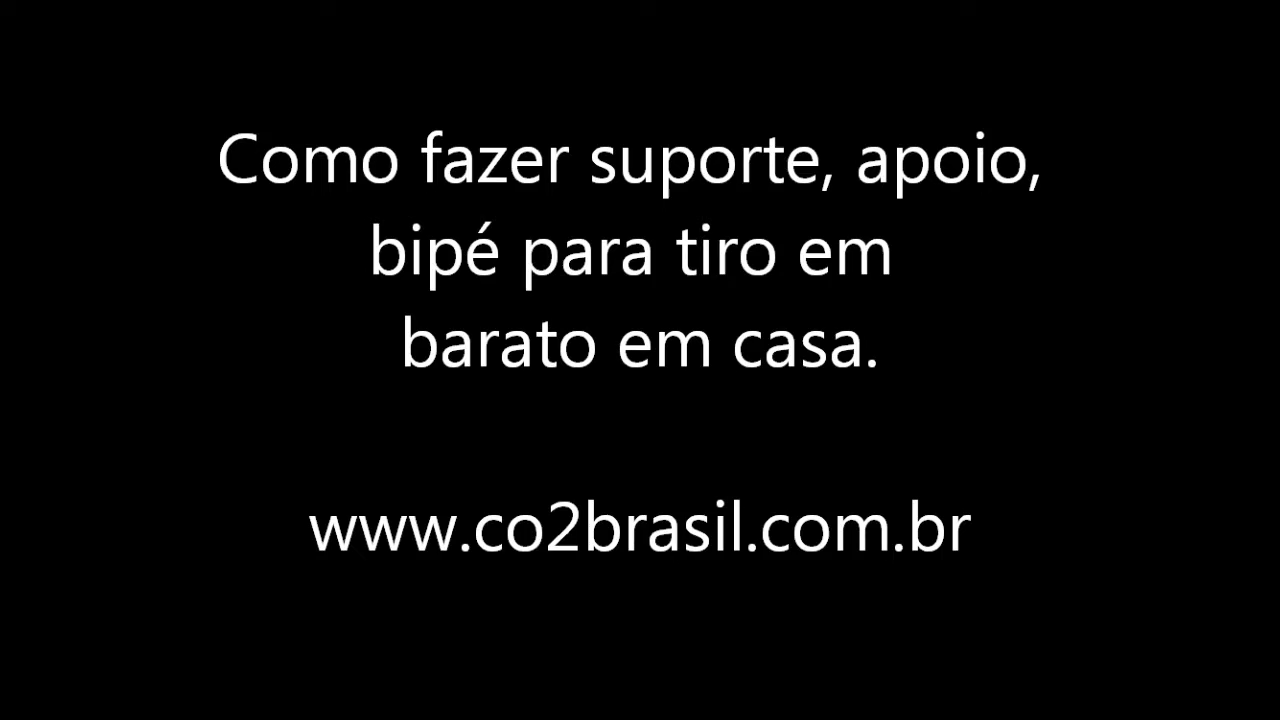 Como fazer suporte, apoio,
bipé para tiro em
barato em casa.
www.co2brasil.com.br